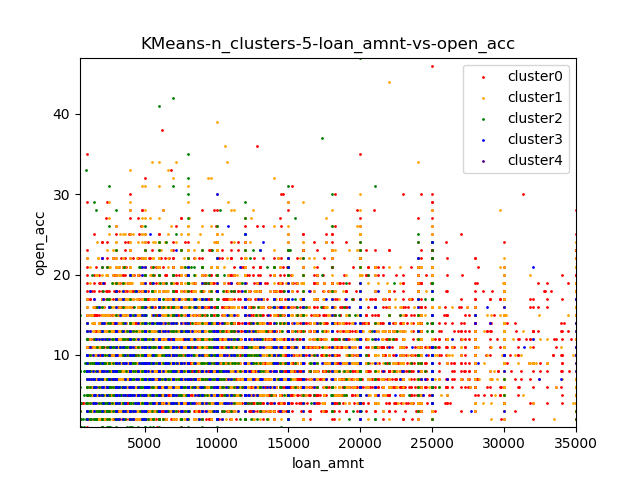 KMeans-n_clusters-5-loan_amnt-vs-open_acc
cluster0
cluster1
cluster2
cluster3
cluster4
open_acc
40
30
20
10
5000 10000 15000 20000 25000 30000 35000
loan_amnt